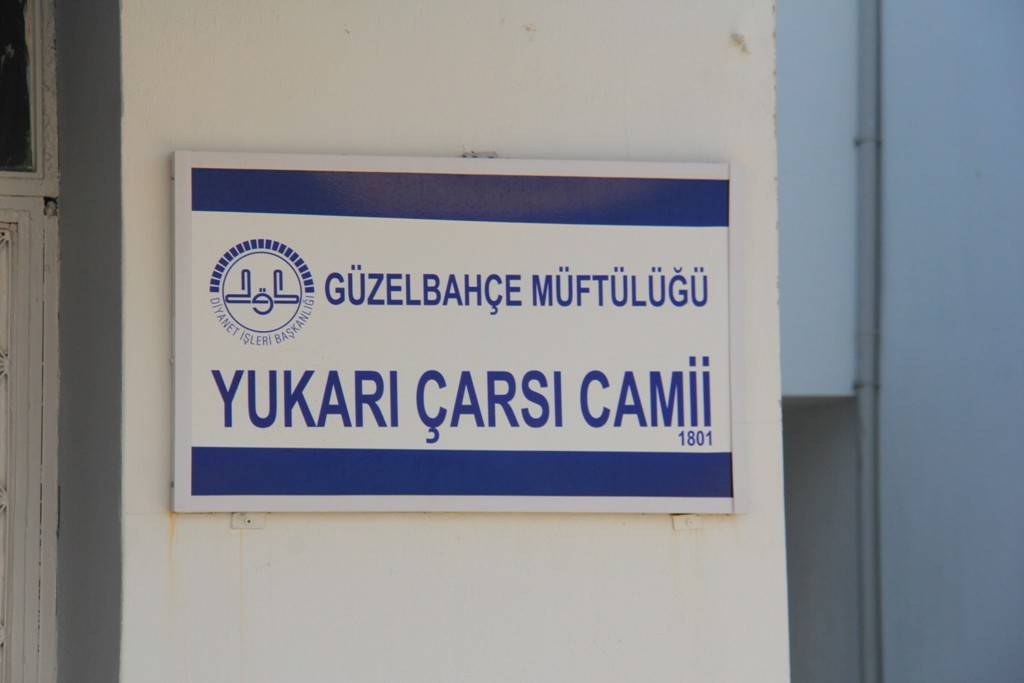 GÜZELBAHÇE MÜFTÜLÜĞÜ
DİYANET İŞLERİ BAŞKANLIĞI
YUKARI ÇARSI CAMİİ
1801